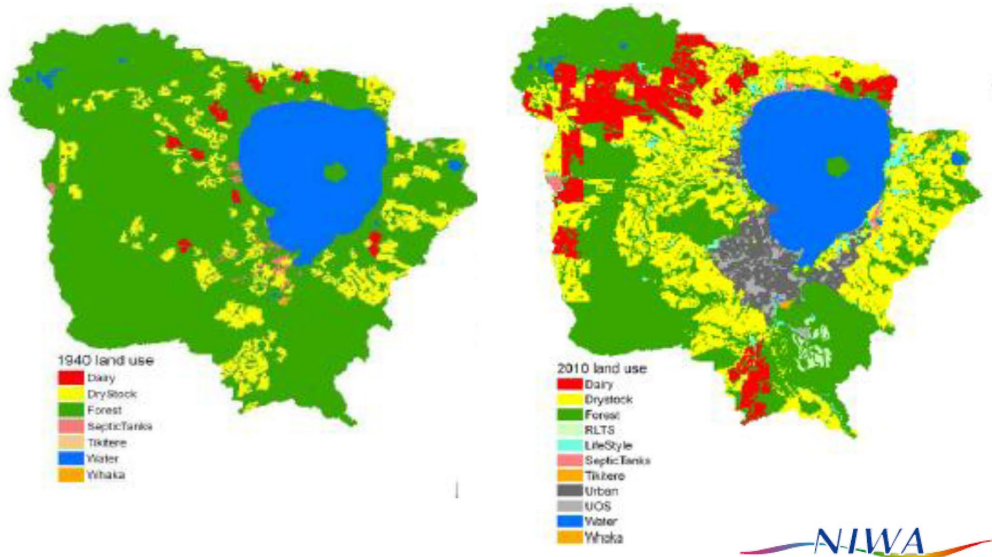 1940 land use
Dairy
DryStock
Forest
SepticTanks
Tikitere
Water
Whaka
2010 land use
Dairy
Drystock
Forest
RLTS
LifeStyle
SepticTanks
Tikitere
Urban
UOS
Water
Whaka
NIWA